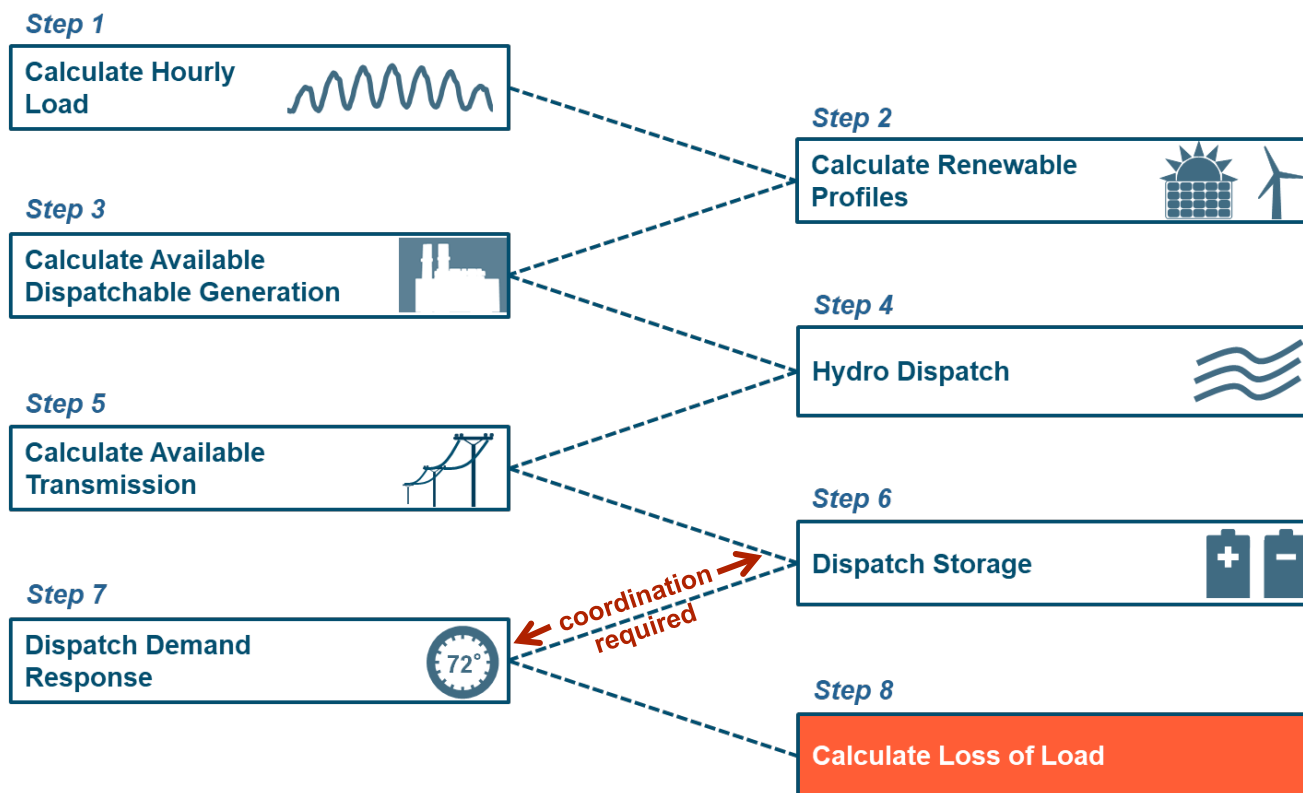 Step 1
Calculate Hourly
Load
Step 2
Calculate Renewable
Profiles
Step 3
Calculate Available
Dispatchable Generation
Step 4
Hydro Dispatch
Step 5
Calculate Available
Transmission
Step 6
Dispatch Storage
coordination
required
Step 7
Dispatch Demand
Response
72°
Step 8
Calculate Loss of Load